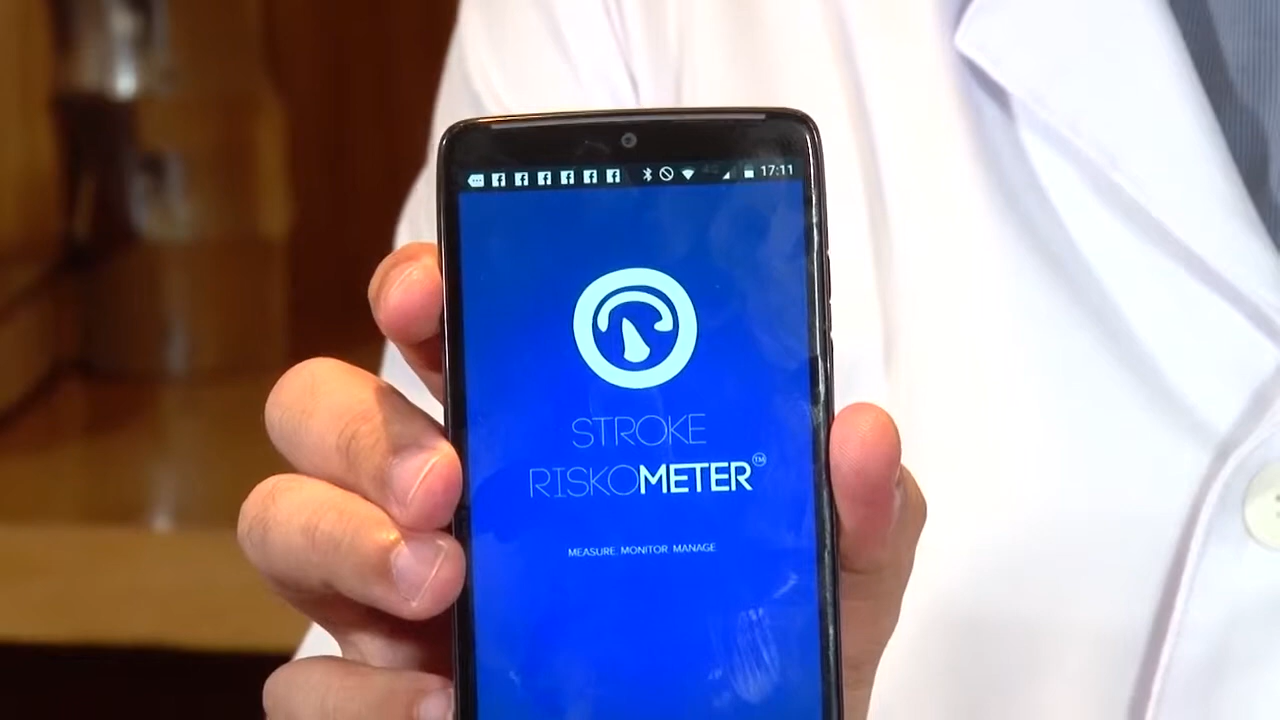 17:11
STROKE
RISKOMETER™
MEASURE. MONITOR. MANAGE